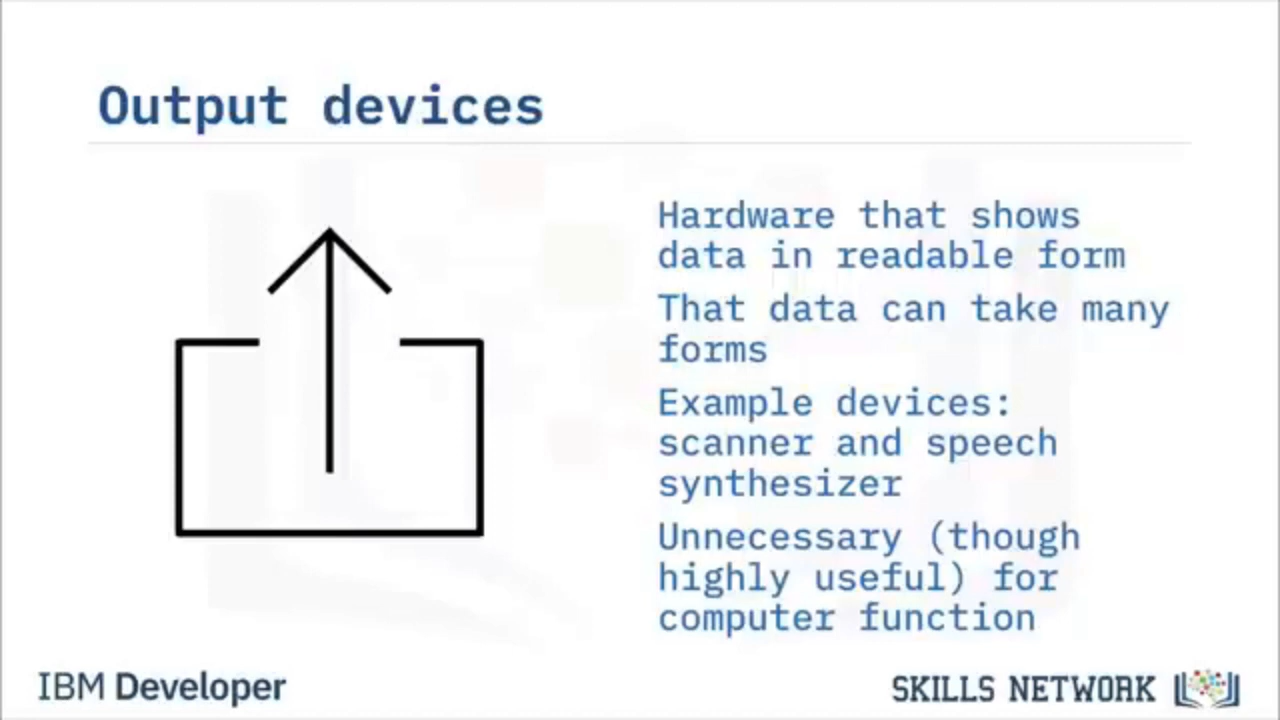 Output devices
Hardware that shows
data in readable form
That data can take many
forms
Example devices:
scanner and speech
synthesizer
Unnecessary (though
highly useful) for
computer function
IBM Developer
SKILLS NETWORK